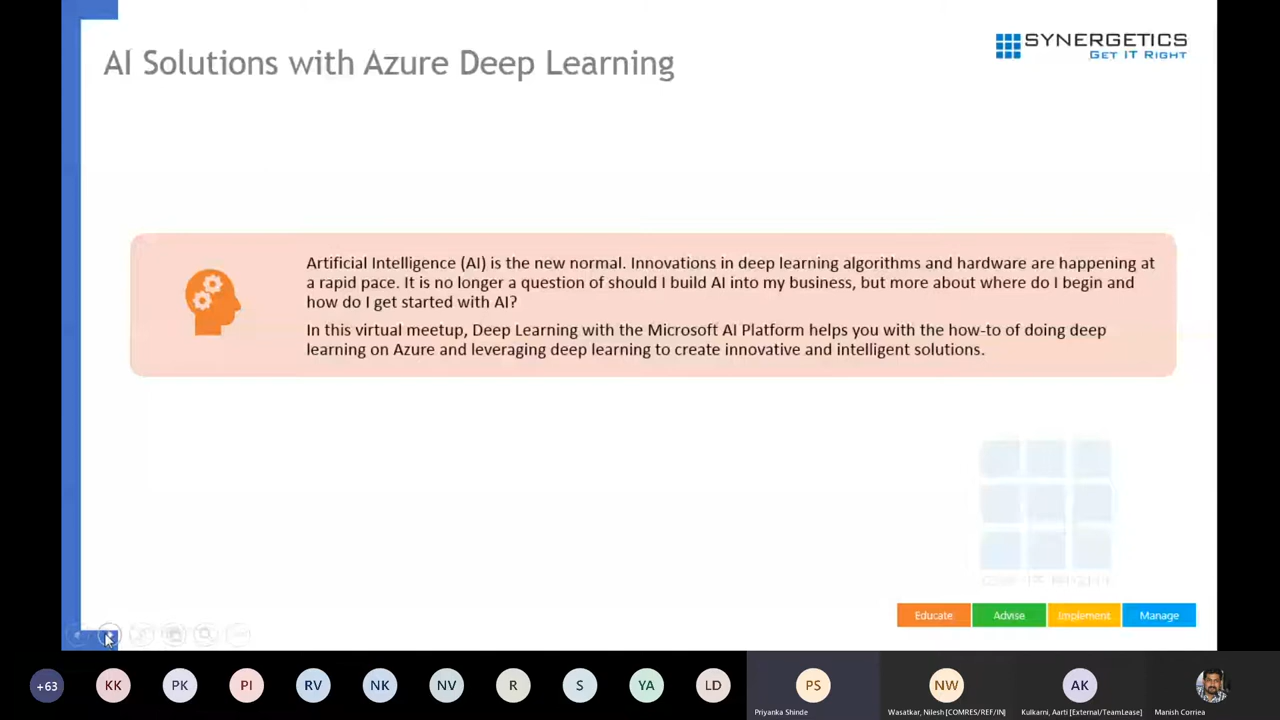 AI Solutions with Azure Deep Learning
SYNERGETICS
GET IT RIGHT
Artificial Intelligence (AI) is the new normal. Innovations in deep learning algorithms and hardware are happening at
a rapid pace. It is no longer a question of should I build AI into my business, but more about where do I begin and
how do I get started with AI?
In this virtual meetup, Deep Learning with the Microsoft AI Platform helps you with the how-to of doing deep
learning on Azure and leveraging deep learning to create innovative and intelligent solutions.
Educate
Advise
Implement
Manage
+63
KK
PK
PI
RV
NK
NV
R
S
YA
LD
PS
NW
AK
Priyanka Shinde
Wasatkar, Nilesh [COMRES/REF/IN]
Kulkarni, Aarti [External/TeamLease]
Manish Corriea